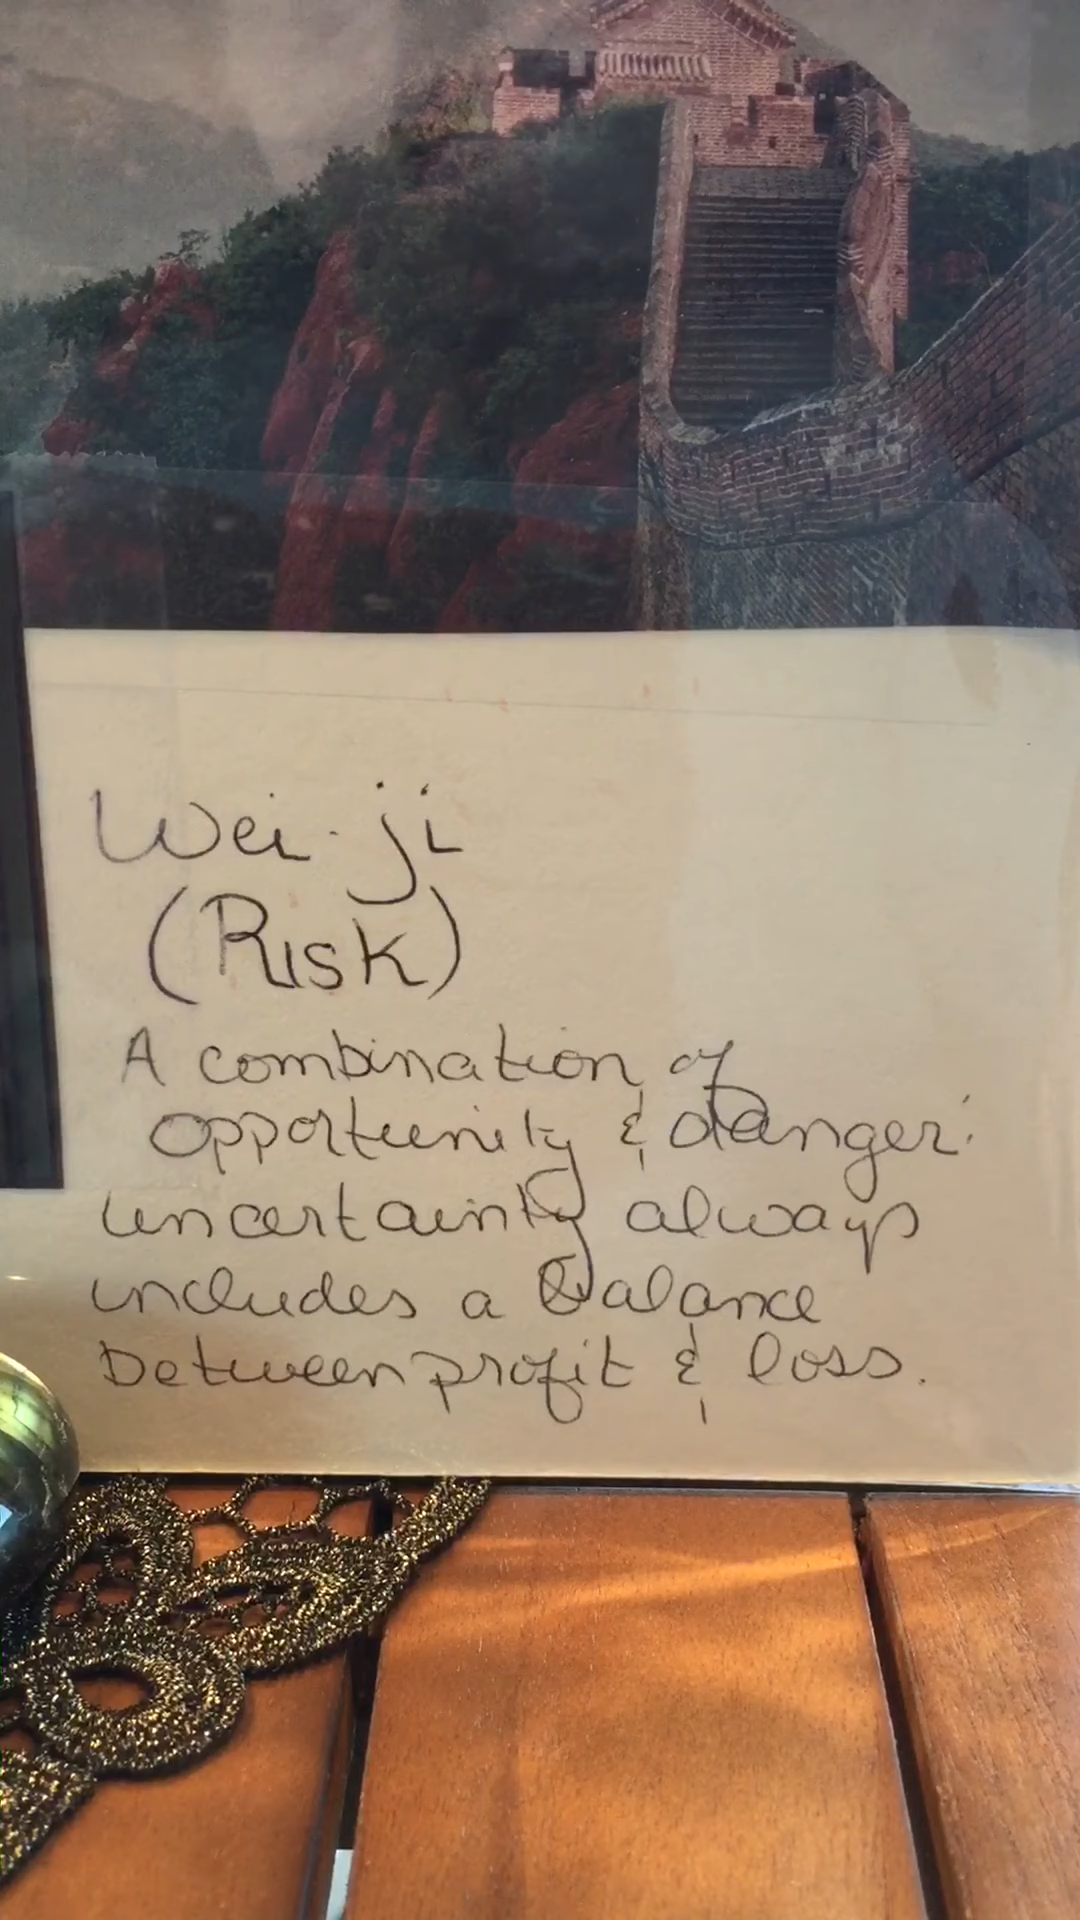 Wei-ji
(Risk)
A combination of
opportunity & danger:
uncertainty always
includes a balance
between profit & loss.